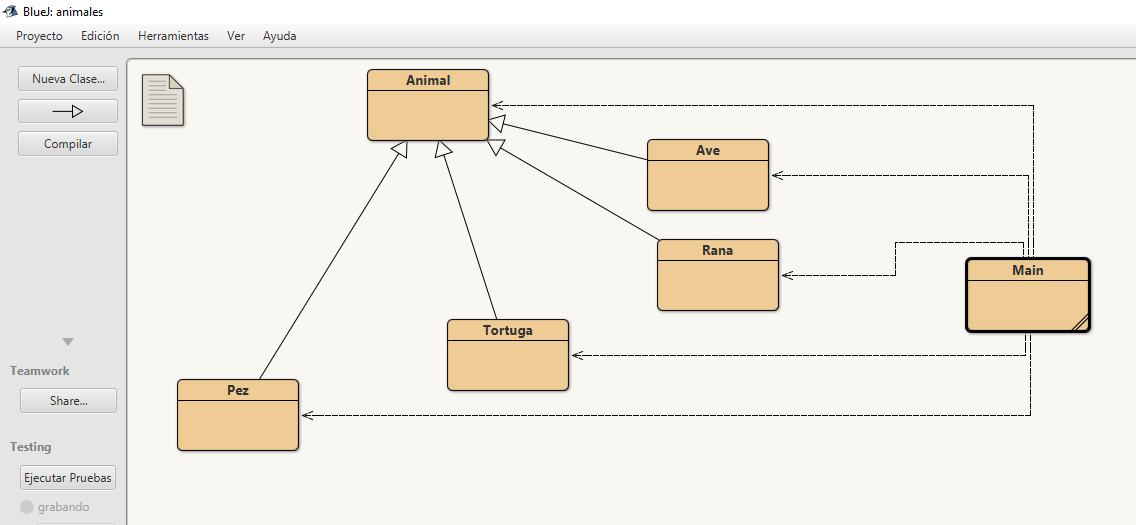 BlueJ: animales
Proyecto Edición Herramientas Ver Ayuda
Nueva Clase...
Compilar
Teamwork
Share...
Testing
Ejecutar Pruebas
grabando
Animal
Ave
Rana
Main
Tortuga
Pez